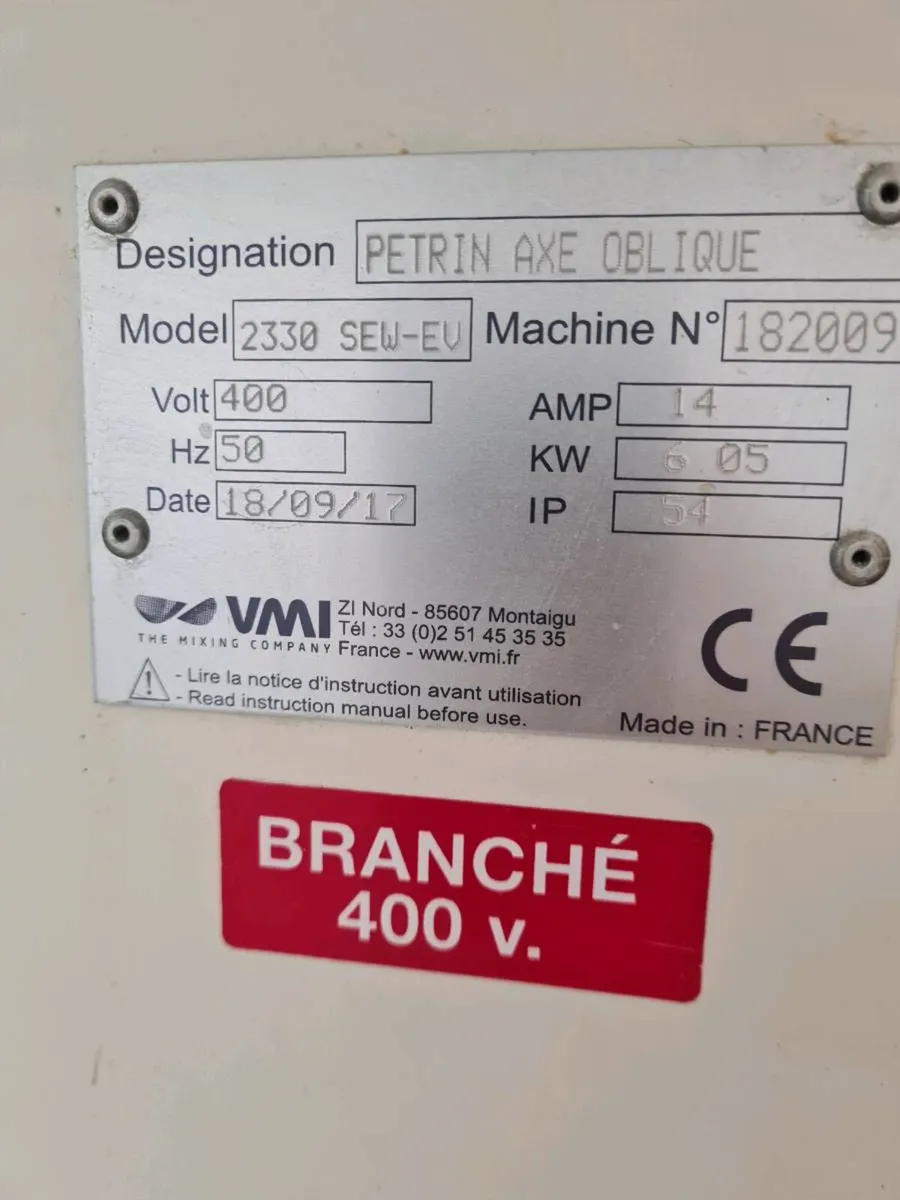 Designation PETRIN AXE OBLIQUE
Model 2330 SEW-EV Machine N° 182009
Volt 400 AMP 14
Hz 50 KW 6.05
Date 18/09/17 IP 54
VMI
THE MIXING COMPANY
ZI Nord - 85607 Montaigu
Tél : 33 (0)2 51 45 35 35
France - www.vmi.fr
CE
- Lire la notice d'instruction avant utilisation
- Read instruction manual before use.
Made in : FRANCE
BRANCHÉ
400 v.